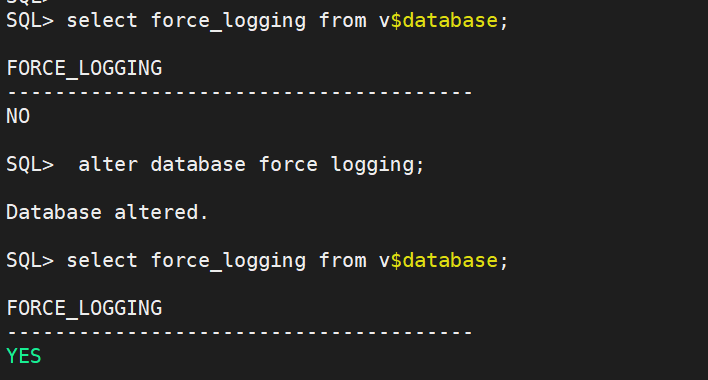 SQL> select force_logging from v$database;
FORCE_LOGGING
---------------------------------------
NO
SQL>  alter database force logging;
Database altered.
SQL> select force_logging from v$database;
FORCE_LOGGING
---------------------------------------
YES